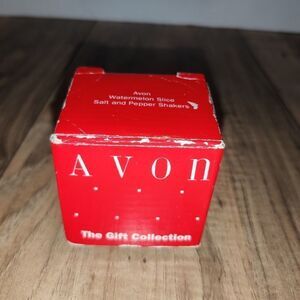 Avon
Watermelon Slice
Salt and Pepper Shakers
AVON
The Gift Collection